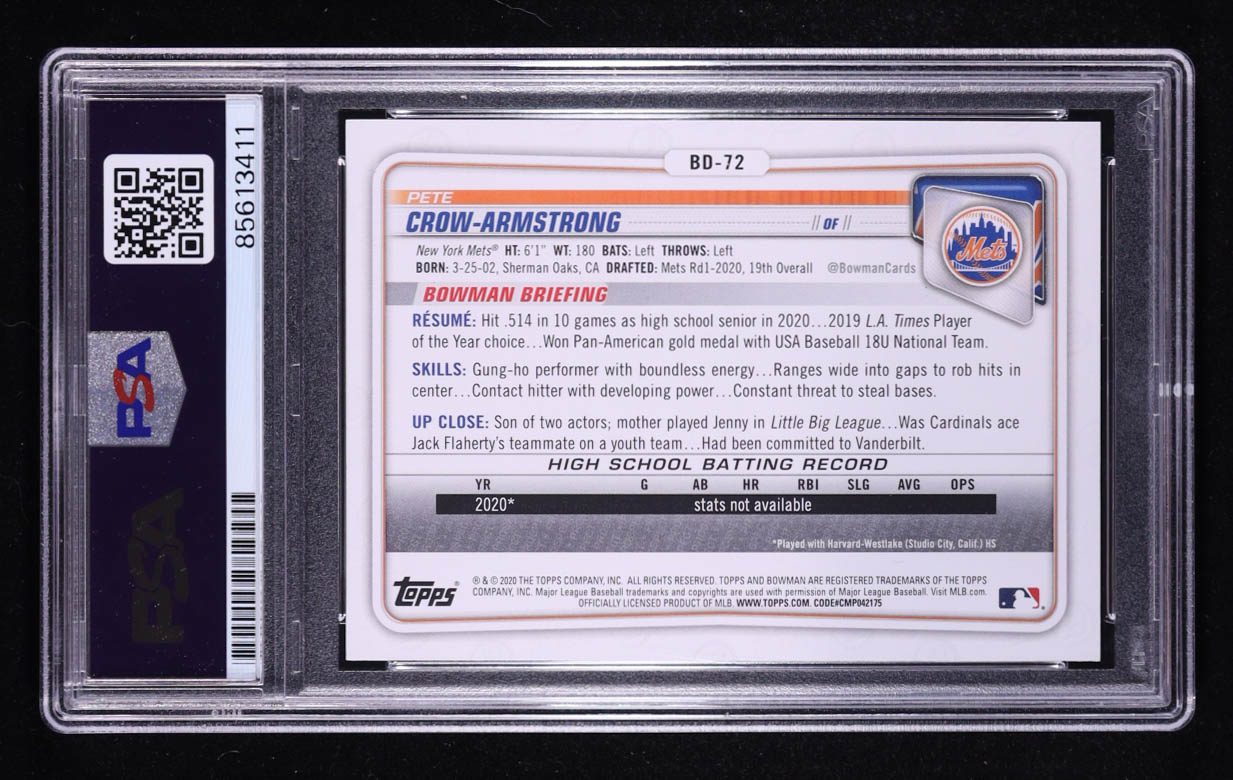 85613411
PSA
PSA
BD-72
PETE
CROW-ARMSTRONG
// OF //
Mets
New York Mets® HT: 6'1" WT: 180 BATS: Left THROWS: Left
BORN: 3-25-02, Sherman Oaks, CA DRAFTED: Mets Rd1-2020, 19th Overall @BowmanCards
BOWMAN BRIEFING
RÉSUMÉ: Hit .514 in 10 games as high school senior in 2020...2019 L.A. Times Player
of the Year choice...Won Pan-American gold medal with USA Baseball 18U National Team.
SKILLS: Gung-ho performer with boundless energy...Ranges wide into gaps to rob hits in
center...Contact hitter with developing power...Constant threat to steal bases.
UP CLOSE: Son of two actors; mother played Jenny in Little Big League...Was Cardinals ace
Jack Flaherty's teammate on a youth team...Had been committed to Vanderbilt.
HIGH SCHOOL BATTING RECORD
YR G AB HR RBI SLG AVG OPS
2020* stats not available
*Played with Harvard-Westlake (Studio City, Calif.) HS
Topps®
® & © 2020 THE TOPPS COMPANY, INC. ALL RIGHTS RESERVED. TOPPS AND BOWMAN ARE REGISTERED TRADEMARKS OF THE TOPPS
COMPANY, INC. Major League Baseball trademarks and copyrights are used with permission of Major League Baseball. Visit MLB.com.
OFFICIALLY LICENSED PRODUCT OF MLB. WWW.TOPPS.COM. CODE#CMP042175